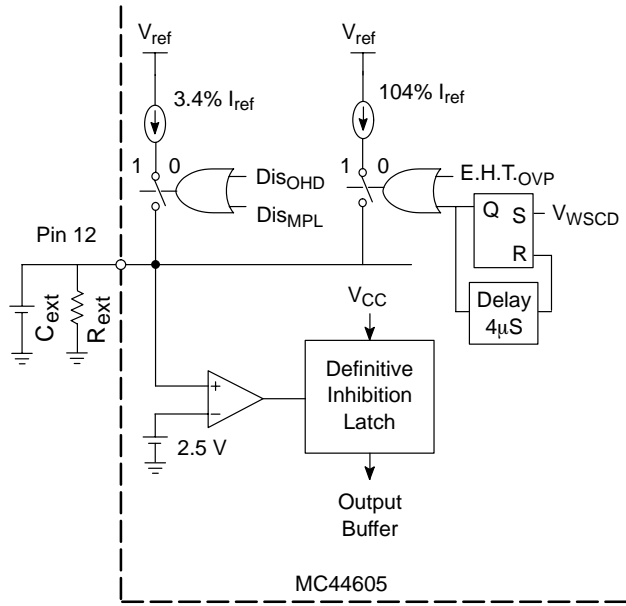 V_ref
V_ref
3.4% I_ref
104% I_ref
1 0
Dis_OHD
Dis_MPL
1 0
E.H.T._OVP
Q S
R
V_WSCD
Delay
4μS
Pin 12
C_ext
R_ext
V_CC
+
−
2.5 V
Definitive
Inhibition
Latch
Output
Buffer
MC44605